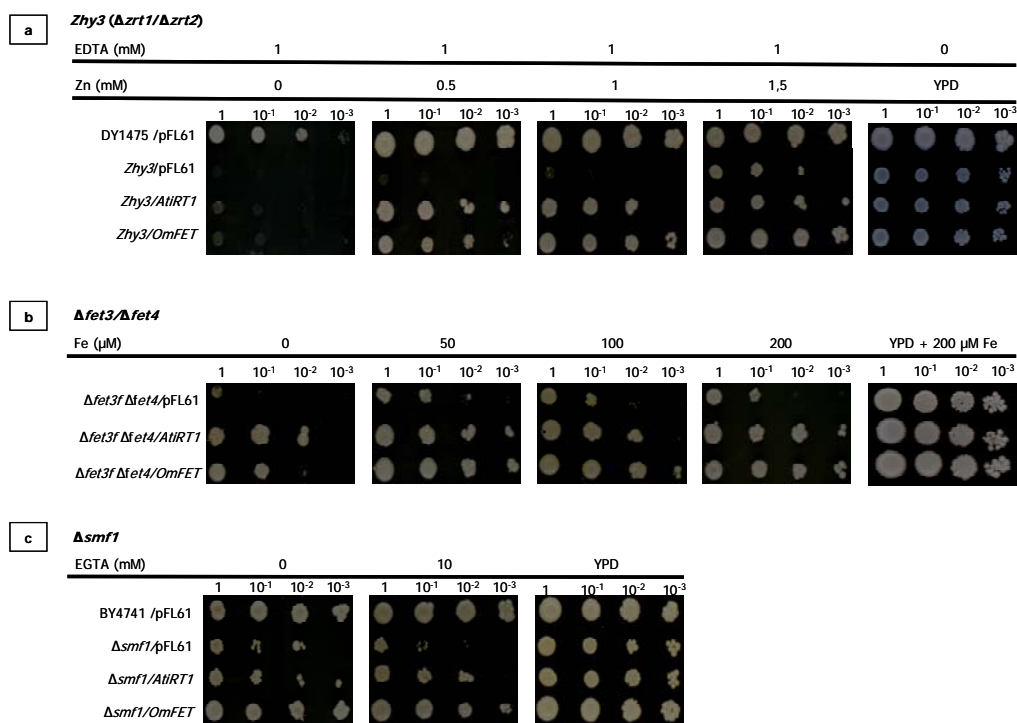 a
Zhy3 (Δzrt1/Δzrt2)
EDTA (mM) 1 1 1 1 0
Zn (mM) 0 0.5 1 1,5 YPD
1 10-1 10-2 10-3 1 10-1 10-2 10-3 1 10-1 10-2 10-3 1 10-1 10-2 10-3 1 10-1 10-2 10-3
DY1475 /pFL61
Zhy3/pFL61
Zhy3/AtIRT1
Zhy3/OmFET
b
Δfet3/Δfet4
Fe (µM) 0 50 100 200 YPD + 200 µM Fe
1 10-1 10-2 10-3 1 10-1 10-2 10-3 1 10-1 10-2 10-3 1 10-1 10-2 10-3 1 10-1 10-2 10-3
Δfet3f Δfet4/pFL61
Δfet3f Δfet4/AtIRT1
Δfet3f Δfet4/OmFET
c
Δsmf1
EGTA (mM) 0 10 YPD
1 10-1 10-2 10-3 1 10-1 10-2 10-3 1 10-1 10-2 10-3
BY4741 /pFL61
Δsmf1/pFL61
Δsmf1/AtIRT1
Δsmf1/OmFET